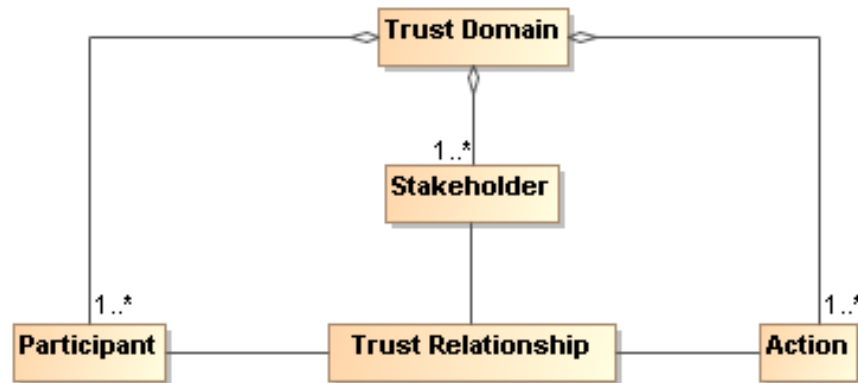 Trust Domain
1..*
Stakeholder
1..*
1..*
Participant
Trust Relationship
Action